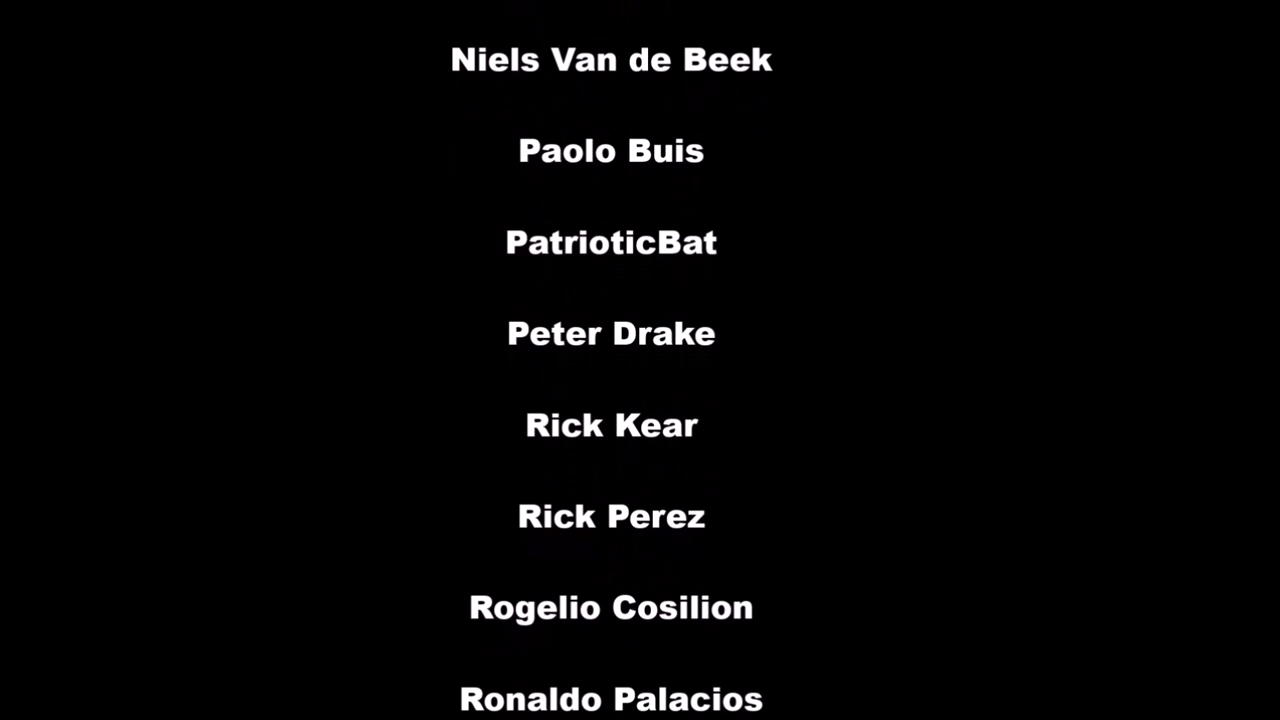 Niels Van de Beek
Paolo Buis
PatrioticBat
Peter Drake
Rick Kear
Rick Perez
Rogelio Cosilion
Ronaldo Palacios